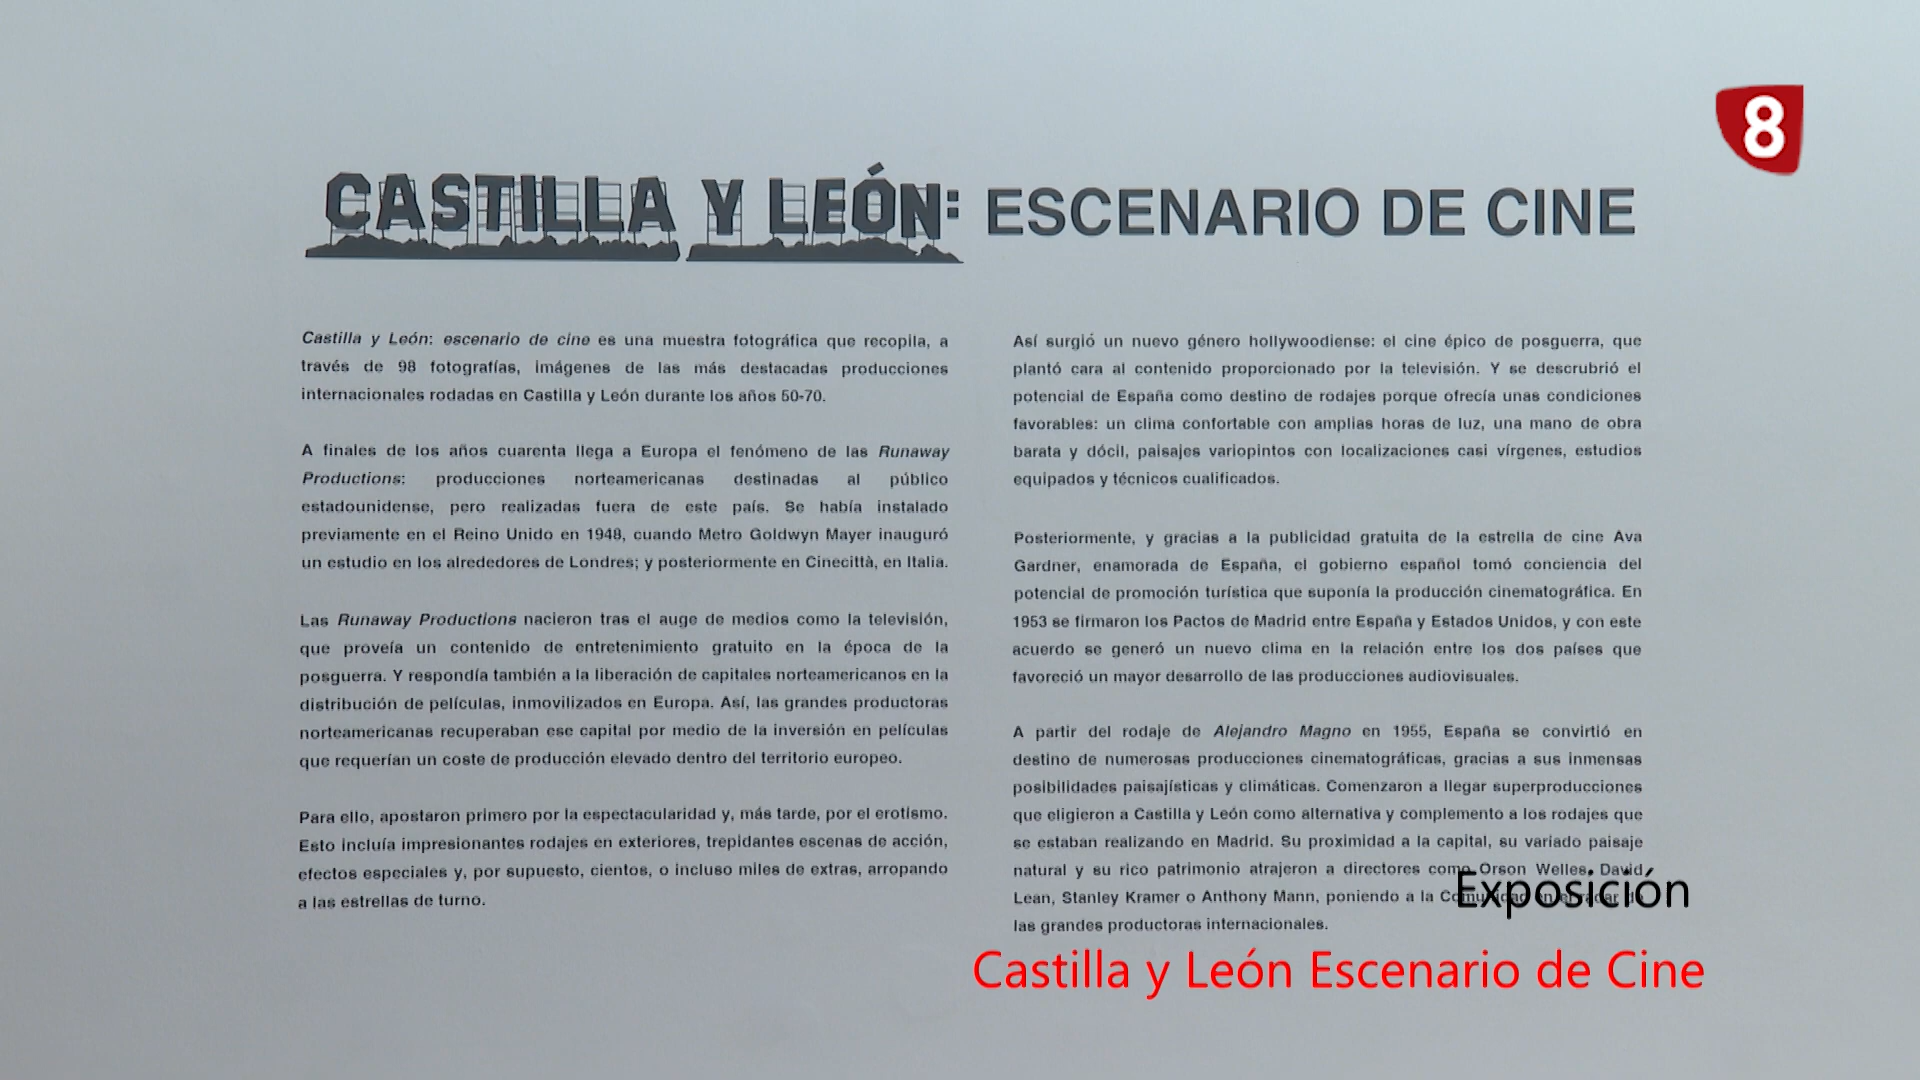 8
CASTILLA Y LEÓN: ESCENARIO DE CINE
Castilla y León: escenario de cine es una muestra fotográfica que recopila, a
través de 98 fotografías, imágenes de las más destacadas producciones
internacionales rodadas en Castilla y León durante los años 50-70.
A finales de los años cuarenta llega a Europa el fenómeno de las Runaway
Productions: producciones norteamericanas destinadas al público
estadounidense, pero realizadas fuera de este país. Se había instalado
previamente en el Reino Unido en 1948, cuando Metro Goldwyn Mayer inauguró
un estudio en los alrededores de Londres; y posteriormente en Cinecittà, en Italia.
Las Runaway Productions nacieron tras el auge de medios como la televisión,
que proveía un contenido de entretenimiento gratuito en la época de la
posguerra. Y respondía también a la liberación de capitales norteamericanos en la
distribución de películas, inmovilizados en Europa. Así, las grandes productoras
norteamericanas recuperaban ese capital por medio de la inversión en películas
que requerían un coste de producción elevado dentro del territorio europeo.
Para ello, apostaron primero por la espectacularidad y, más tarde, por el erotismo.
Esto incluía impresionantes rodajes en exteriores, trepidantes escenas de acción,
efectos especiales y, por supuesto, cientos, o incluso miles de extras, arropando
a las estrellas de turno.
Así surgió un nuevo género hollywoodiense: el cine épico de posguerra, que
plantó cara al contenido proporcionado por la televisión. Y se descrubrió el
potencial de España como destino de rodajes porque ofrecía unas condiciones
favorables: un clima confortable con amplias horas de luz, una mano de obra
barata y dócil, paisajes variopintos con localizaciones casi vírgenes, estudios
equipados y técnicos cualificados.
Posteriormente, y gracias a la publicidad gratuita de la estrella de cine Ava
Gardner, enamorada de España, el gobierno español tomó conciencia del
potencial de promoción turística que suponía la producción cinematográfica. En
1953 se firmaron los Pactos de Madrid entre España y Estados Unidos, y con este
acuerdo se generó un nuevo clima en la relación entre los dos países que
favoreció un mayor desarrollo de las producciones audiovisuales.
A partir del rodaje de Alejandro Magno en 1955, España se convirtió en
destino de numerosas producciones cinematográficas, gracias a sus inmensas
posibilidades paisajísticas y climáticas. Comenzaron a llegar superproducciones
que eligieron a Castilla y León como alternativa y complemento a los rodajes que
se estaban realizando en Madrid. Su proximidad a la capital, su variado paisaje
natural y su rico patrimonio atrajeron a directores como Orson Welles, David
Lean, Stanley Kramer o Anthony Mann, poniendo a la
las grandes productoras internacionales.
Exposición
Castilla y León Escenario de Cine